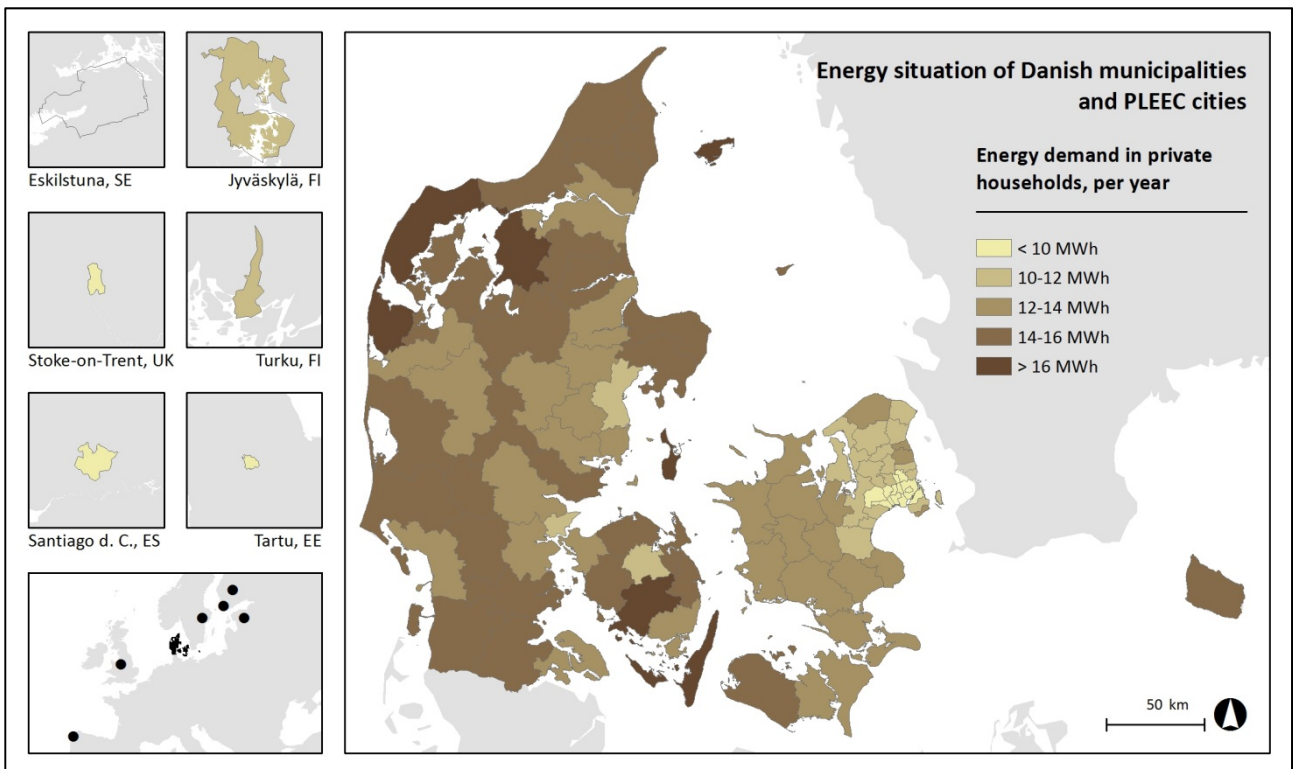 Eskilstuna, SE
Jyväskylä, FI
Stoke-on-Trent, UK
Turku, FI
Santiago d. C., ES
Tartu, EE
Energy situation of Danish municipalities
and PLEEC cities
Energy demand in private
households, per year
< 10 MWh
10-12 MWh
12-14 MWh
14-16 MWh
> 16 MWh
50 km